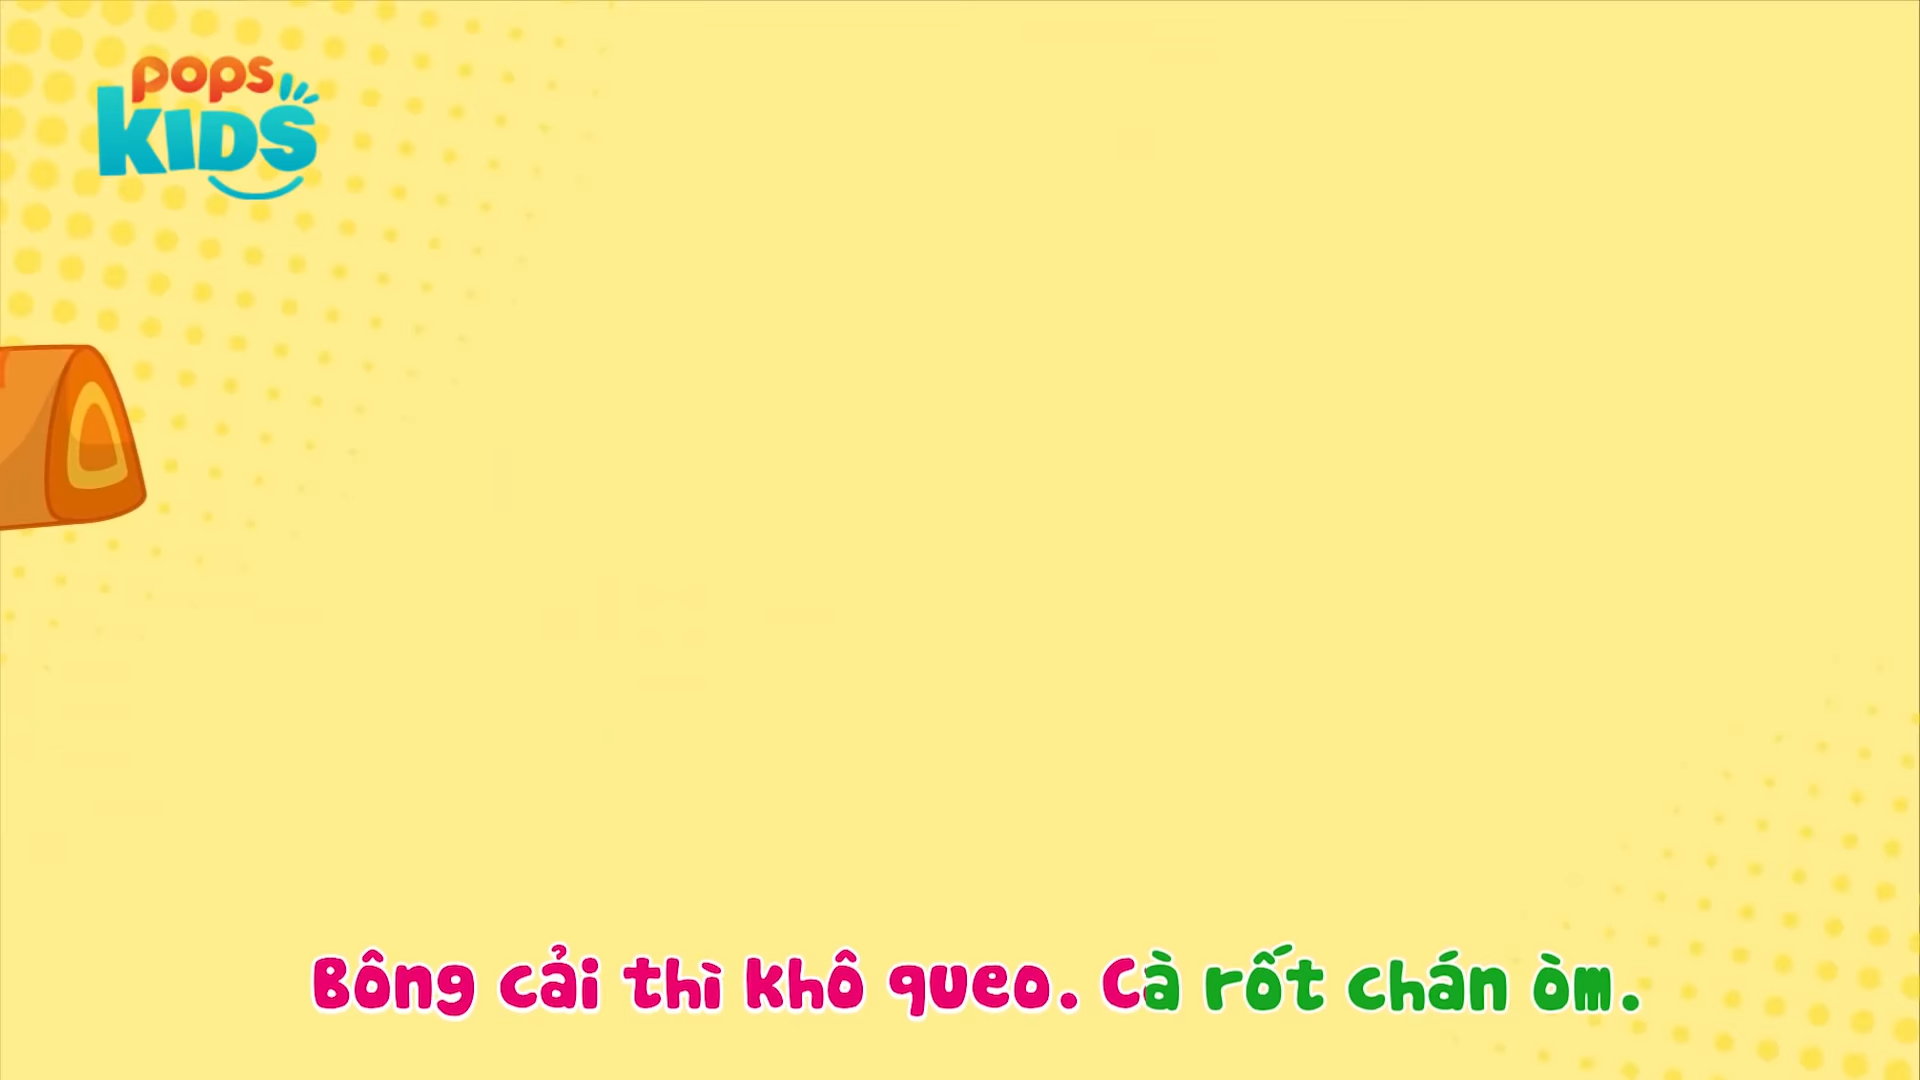 POPS
KIDS
Bông cải thì khô queo. Cà rốt chán òm.